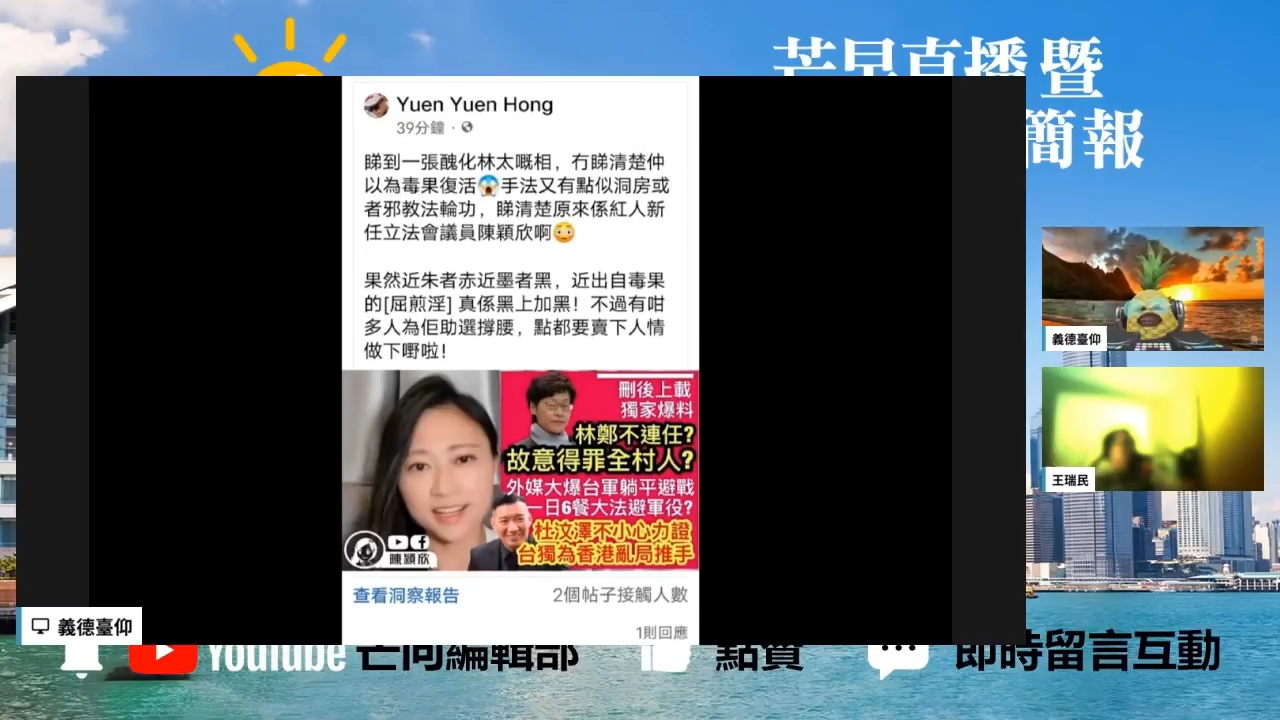 芒早直播暨
簡報
Yuen Yuen Hong
39分鐘 ·
睇到一張醜化林太嘅相，冇睇清楚仲
以為毒果復活😱手法又有點似洞房或
者邪教法輪功，睇清楚原來係紅人新
任立法會議員陳穎欣啊😳
果然近朱者赤近墨者黑，近出自毒果
的[屈煎淫] 真係黑上加黑！不過有咁
多人為佢助選撐腰，點都要賣下人情
做下嘢啦！
刪後上載
獨家爆料
林鄭不連任?
故意得罪全村人?
外媒大爆台軍躺平避戰
一日6餐大法避軍役?
杜汶澤不小心力證
台獨為香港亂局推手
陳穎欣
查看洞察報告
2個帖子接觸人數
1則回應
義德臺仰
王瑞民
義德臺仰
YouTube 芒向編輯部
點贊
即時留言互動